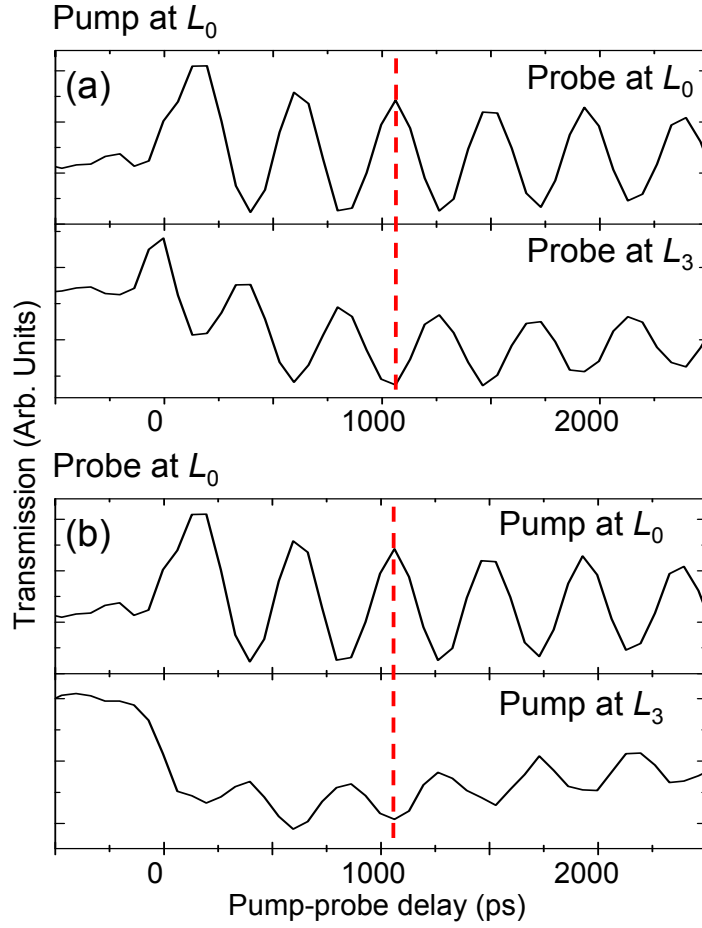 Pump at L0
(a)
Probe at L0
Probe at L3
0 1000 2000
Probe at L0
(b)
Pump at L0
Pump at L3
0 1000 2000
Pump-probe delay (ps)
Transmission (Arb. Units)